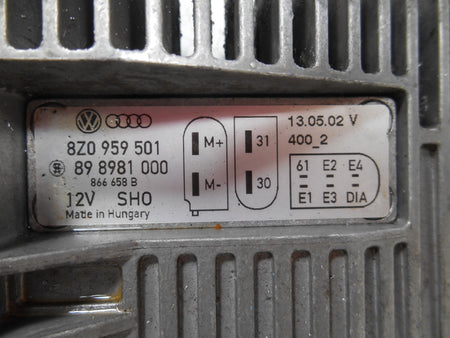 8Z0 959 501
89 8981 000
866 658 B
12V SHO
Made in Hungary
M+
M-
31
30
13.05.02 V
400_2
61 E2 E4
E1 E3 DIA